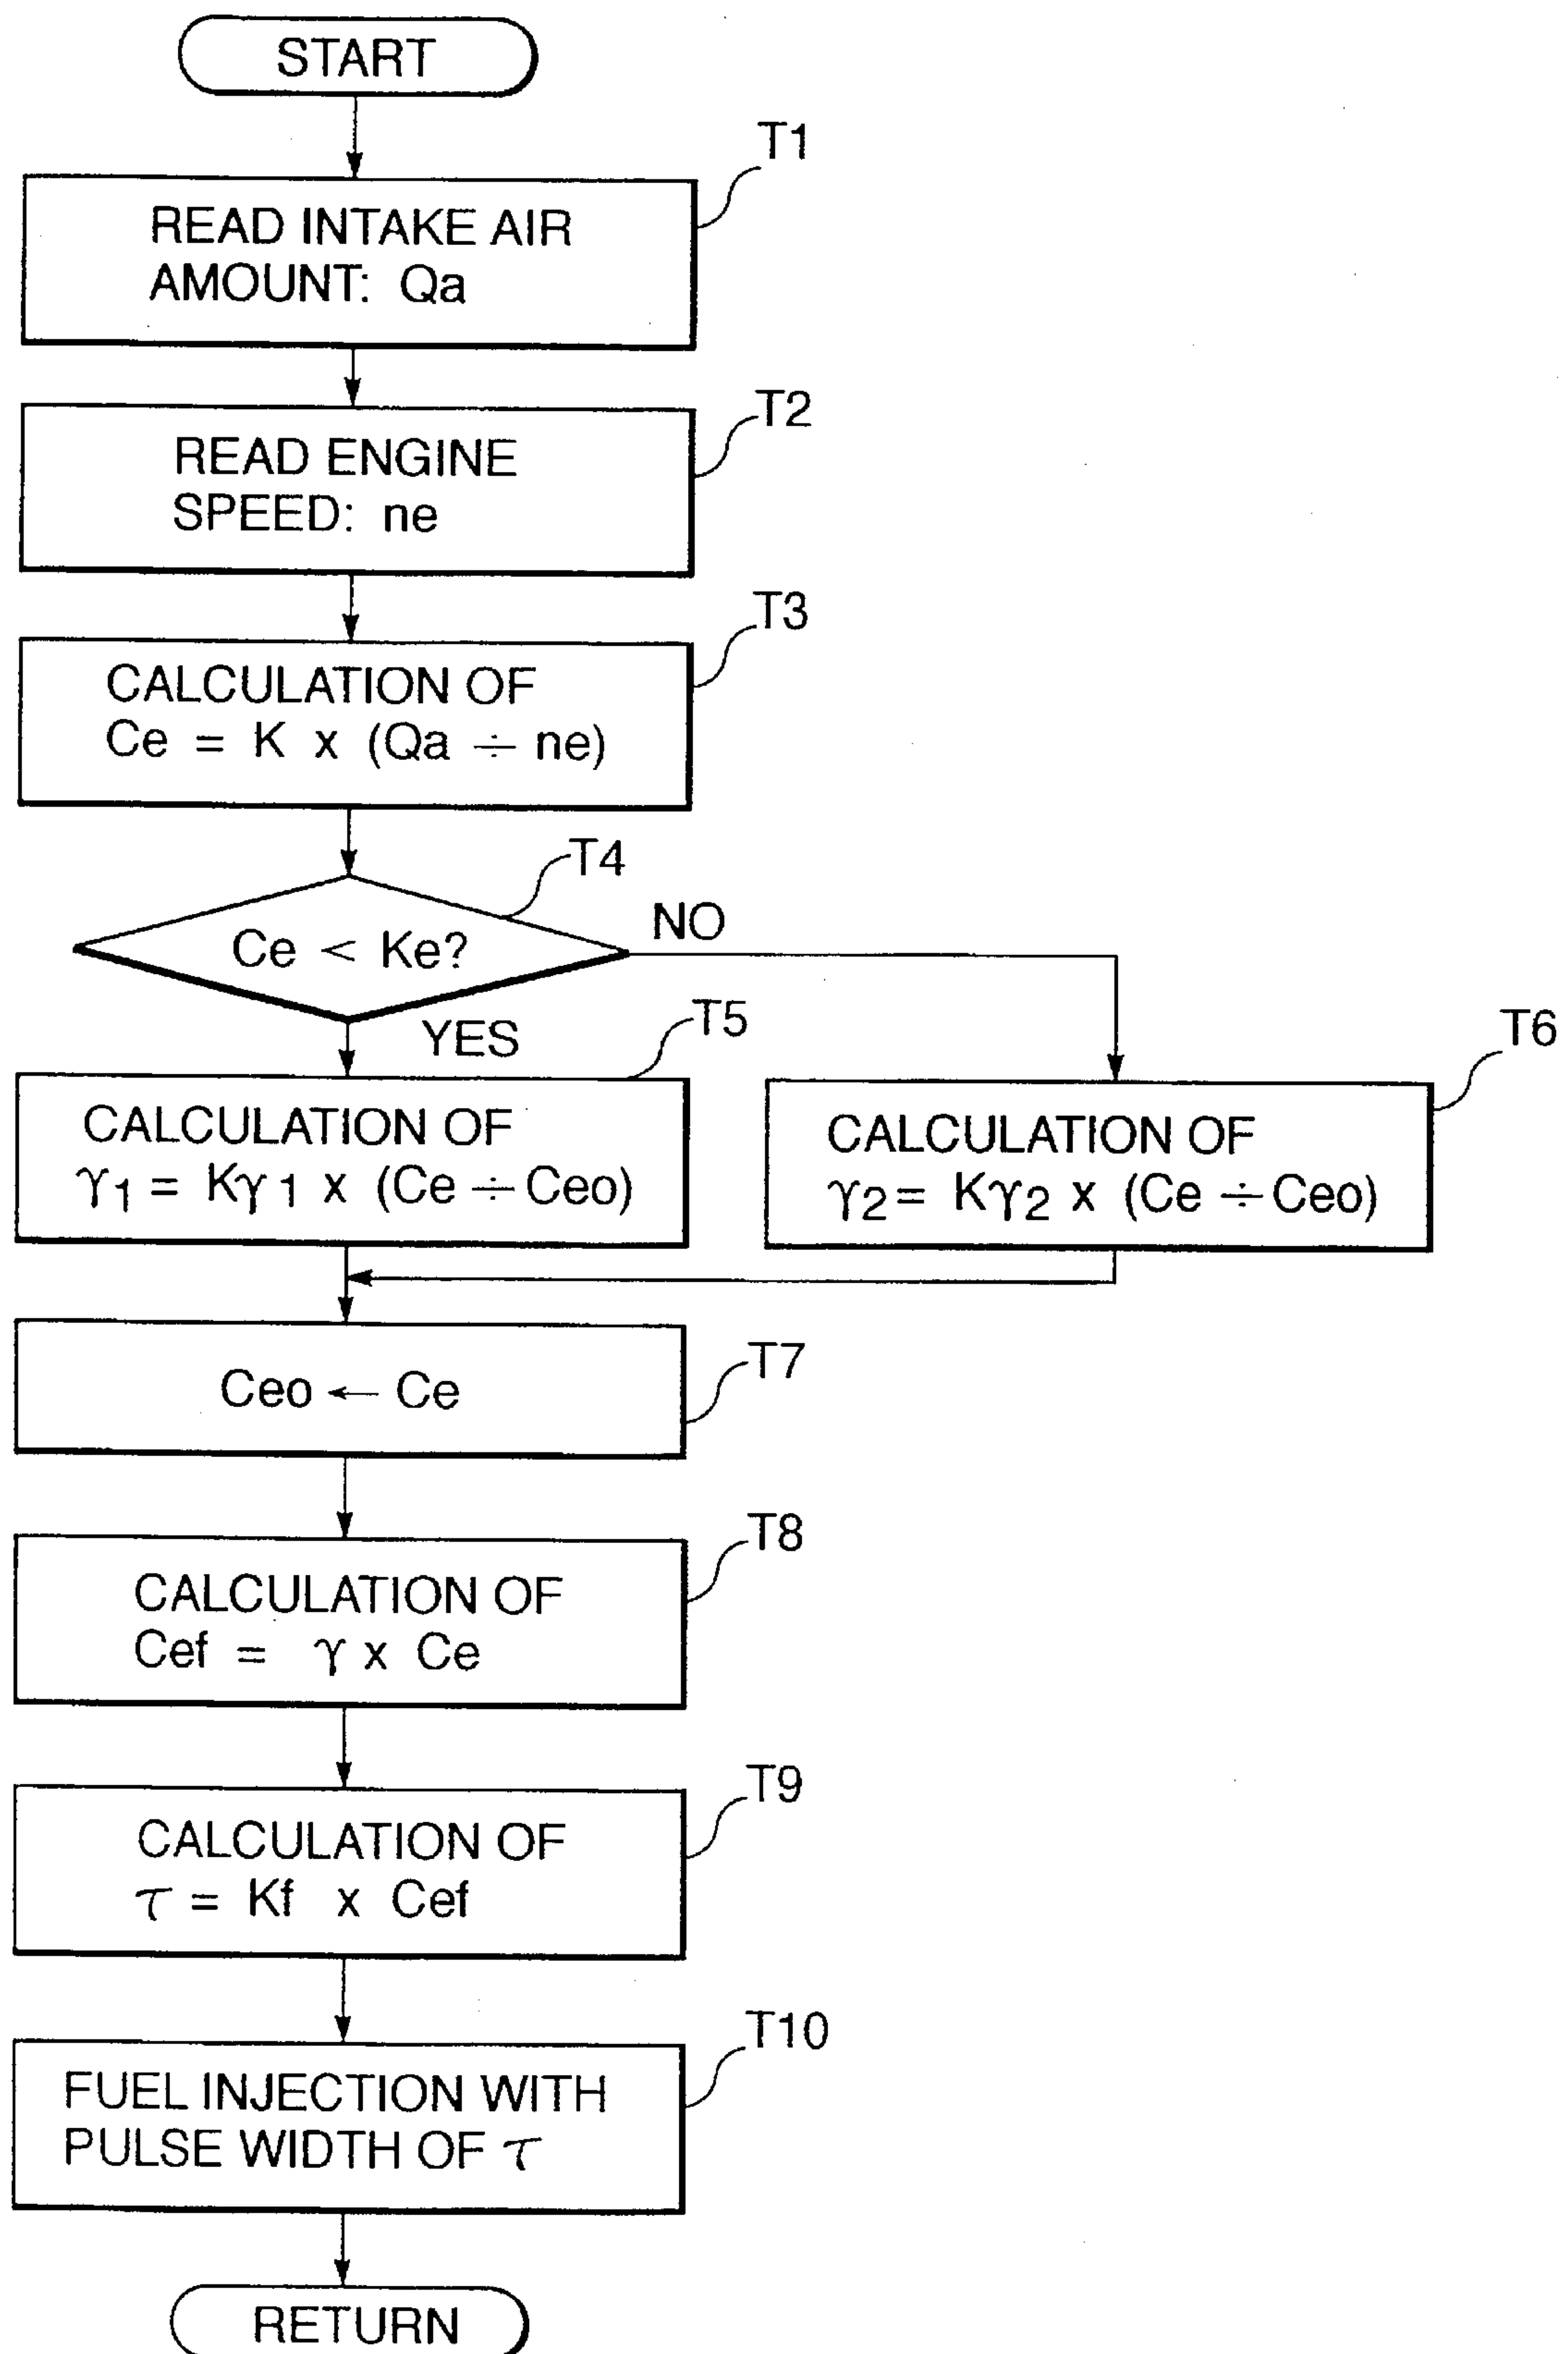 START
T1
READ INTAKE AIR
AMOUNT: Qa
T2
READ ENGINE
SPEED: ne
T3
CALCULATION OF
Ce = K x (Qa ÷ ne)
T4
Ce < Ke?
NO
YES
T5
CALCULATION OF
γ1 = Kγ1 x (Ce ÷ Ceo)
T6
CALCULATION OF
γ2 = Kγ2 x (Ce ÷ Ceo)
T7
Ceo ← Ce
T8
CALCULATION OF
Cef = γ x Ce
T9
CALCULATION OF
τ = Kf x Cef
T10
FUEL INJECTION WITH
PULSE WIDTH OF τ
RETURN